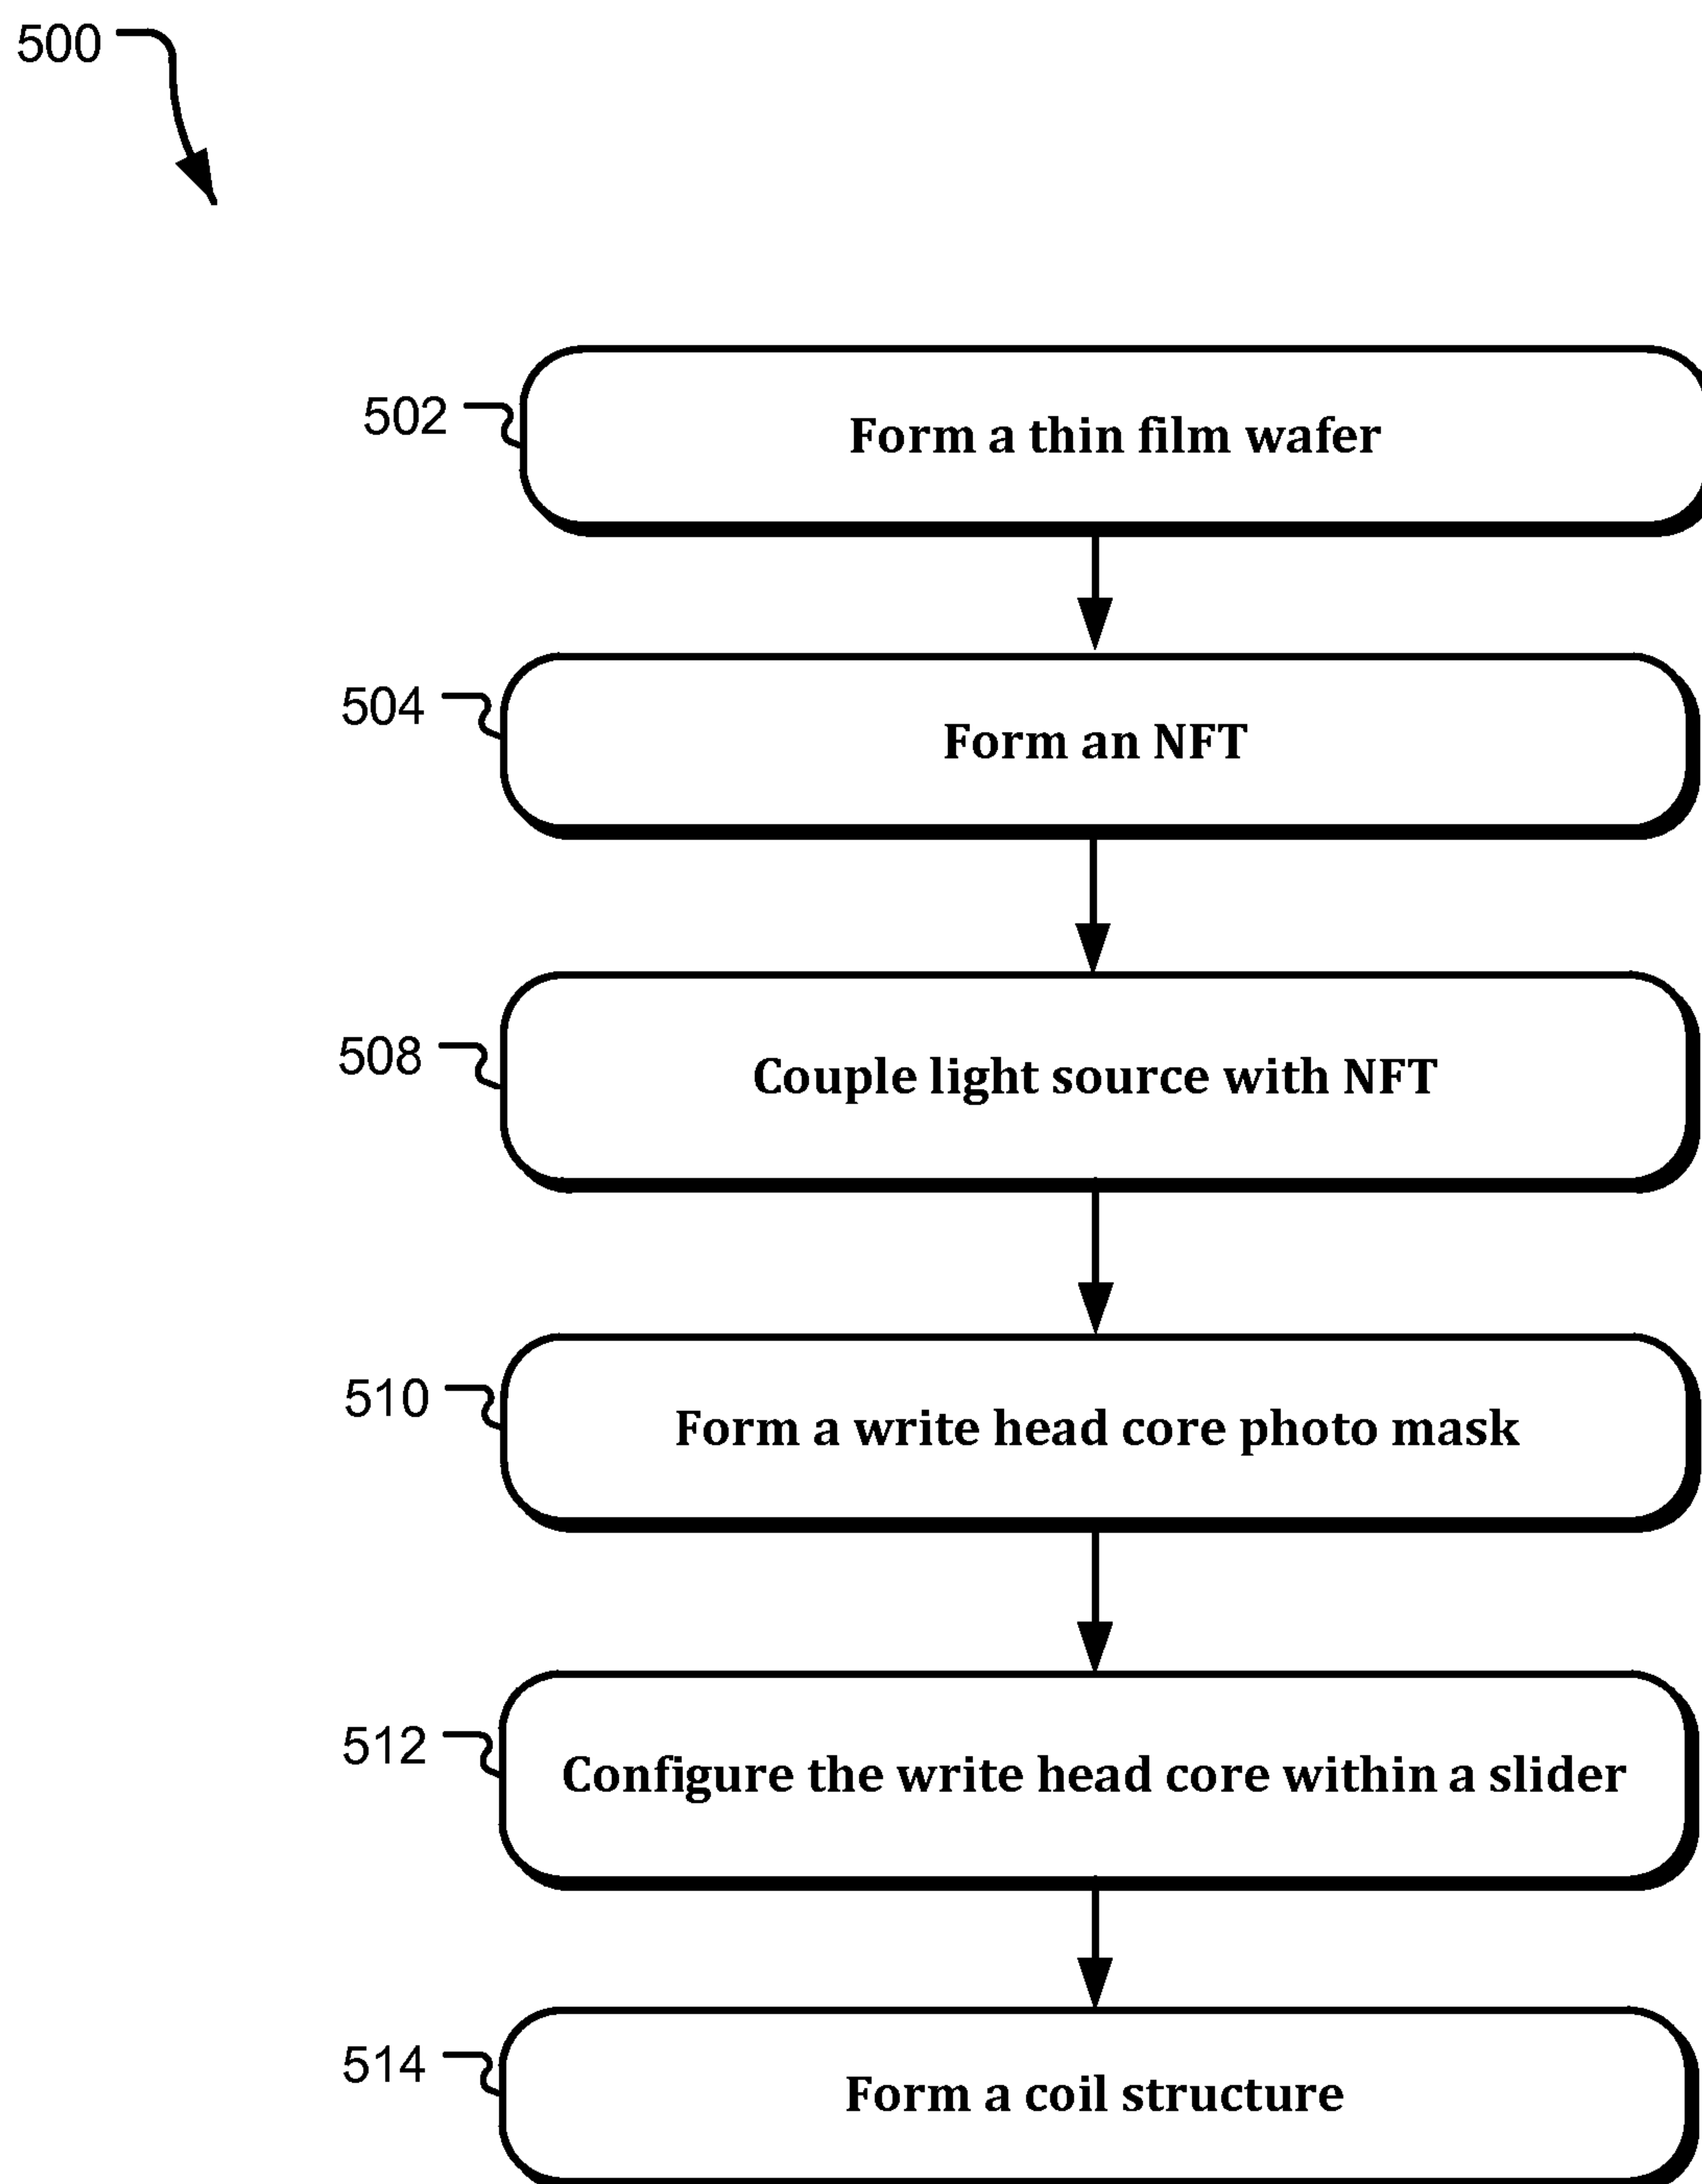 500
502
Form a thin film wafer
504
Form an NFT
508
Couple light source with NFT
510
Form a write head core photo mask
512
Configure the write head core within a slider
514
Form a coil structure